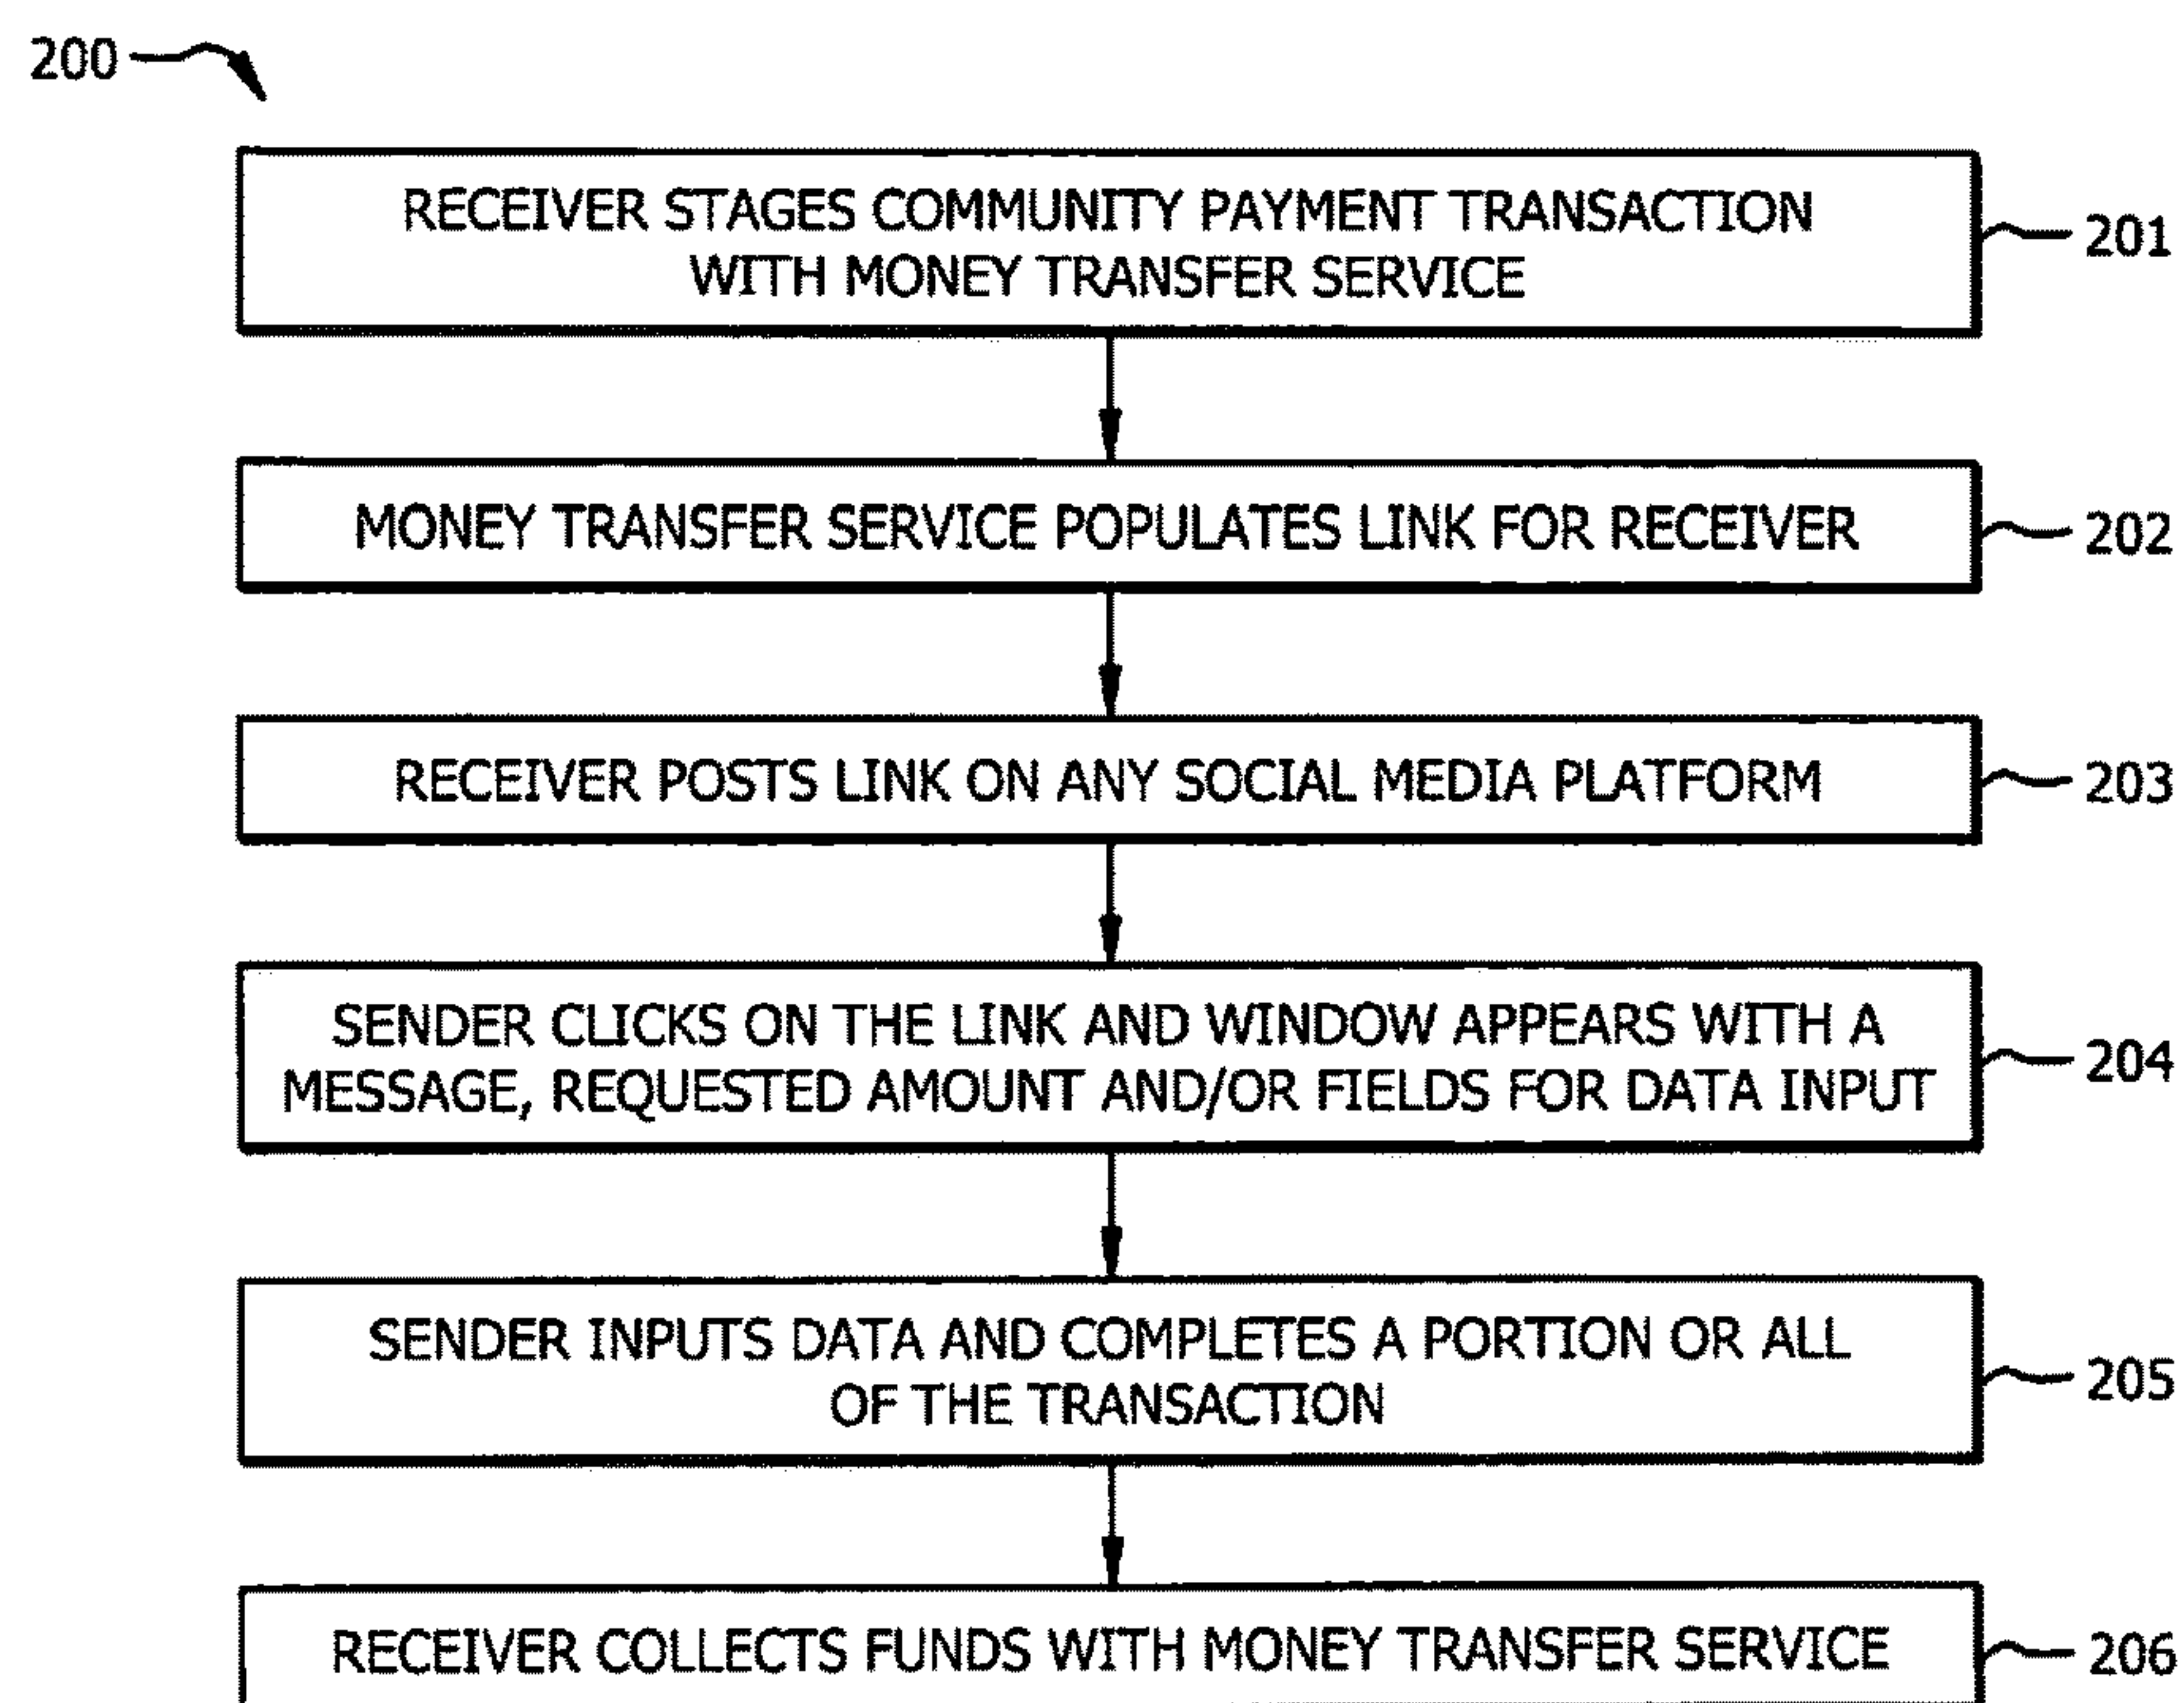 200
RECEIVER STAGES COMMUNITY PAYMENT TRANSACTION
WITH MONEY TRANSFER SERVICE
201
MONEY TRANSFER SERVICE POPULATES LINK FOR RECEIVER
202
RECEIVER POSTS LINK ON ANY SOCIAL MEDIA PLATFORM
203
SENDER CLICKS ON THE LINK AND WINDOW APPEARS WITH A
MESSAGE, REQUESTED AMOUNT AND/OR FIELDS FOR DATA INPUT
204
SENDER INPUTS DATA AND COMPLETES A PORTION OR ALL
OF THE TRANSACTION
205
RECEIVER COLLECTS FUNDS WITH MONEY TRANSFER SERVICE
206